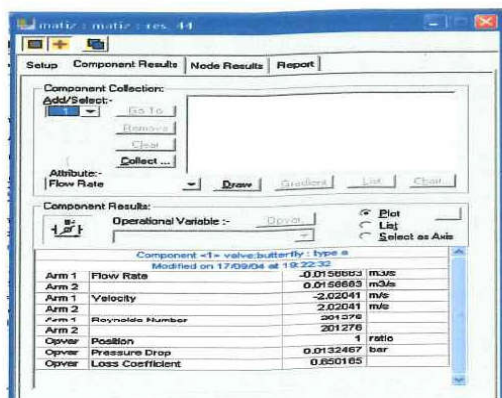 matiz : matiz : res. 44
Setup Component Results Node Results Report
Component Collection:
Add/Select:-
1 Go To
Remove
Clear
Collect ...
Attribute:-
Flow Rate Draw Gradient List Chair...
Component Results:
Operational Variable :- Opvar... Plot
List
Select as Axis
Component <1> valve:butterfly : type a
Modified on 17/09/04 at 19:22:32
Arm 1 Flow Rate -0.0156683 m3/s
Arm 2 0.0156683 m3/s
Arm 1 Velocity -2.02041 m/s
Arm 2 2.02041 m/s
Arm 1 Reynolds Number 201276
Arm 2 201276
Opvar Position 1 ratio
Opvar Pressure Drop 0.0132467 bar
Opvar Loss Coefficient 0.650165